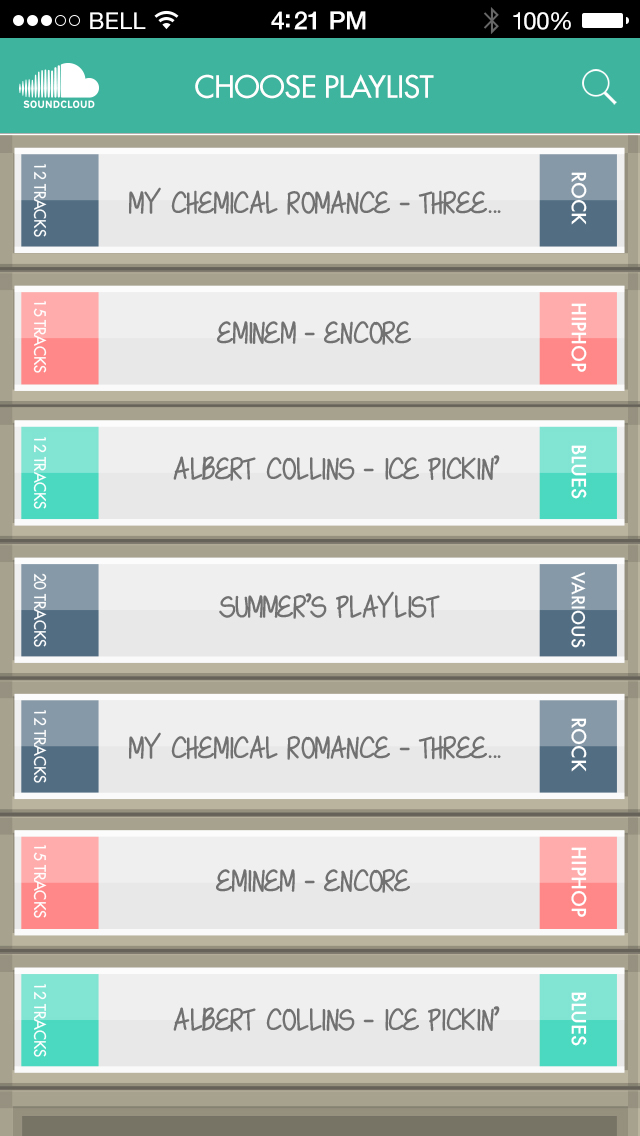 BELL 4:21 PM 100%
SOUNDCLOUD
CHOOSE PLAYLIST
12 TRACKS
MY CHEMICAL ROMANCE - THREE...
ROCK
15 TRACKS
EMINEM - ENCORE
HIPHOP
12 TRACKS
ALBERT COLLINS - ICE PICKIN'
BLUES
20 TRACKS
SUMMER'S PLAYLIST
VARIOUS
12 TRACKS
MY CHEMICAL ROMANCE - THREE...
ROCK
15 TRACKS
EMINEM - ENCORE
HIPHOP
12 TRACKS
ALBERT COLLINS - ICE PICKIN'
BLUES